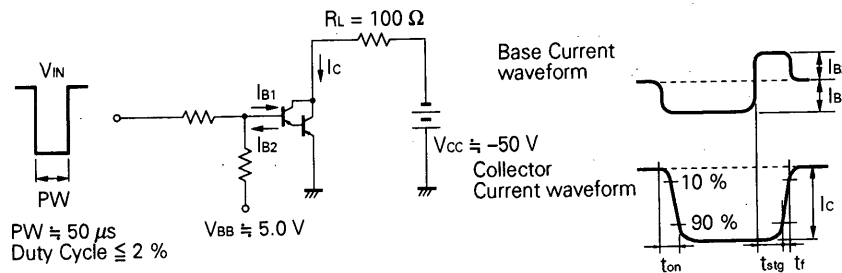 RL = 100 Ω
VIN
IC
IB1
IB2
PW
VCC ≒ −50 V
VBB ≒ 5.0 V
PW ≒ 50 μs
Duty Cycle ≦ 2 %
Base Current
waveform
Collector
Current waveform
IB
10 %
90 %
IC
ton
tstg
tf